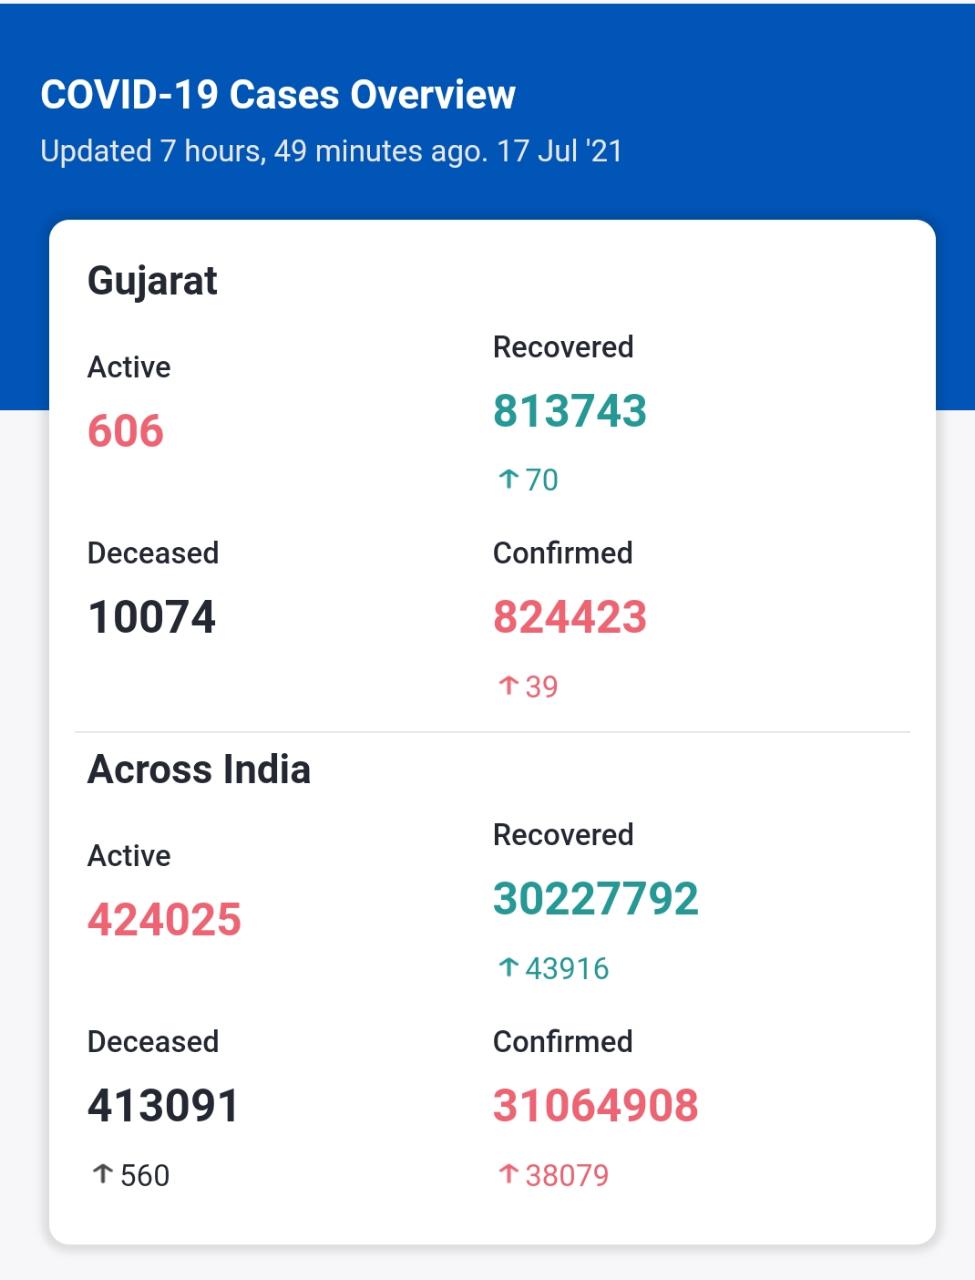 COVID-19 Cases Overview
Updated 7 hours, 49 minutes ago. 17 Jul '21
Gujarat
Active
606
Recovered
813743
↑70
Deceased
10074
Confirmed
824423
↑39
Across India
Active
424025
Recovered
30227792
↑43916
Deceased
413091
↑560
Confirmed
31064908
↑38079